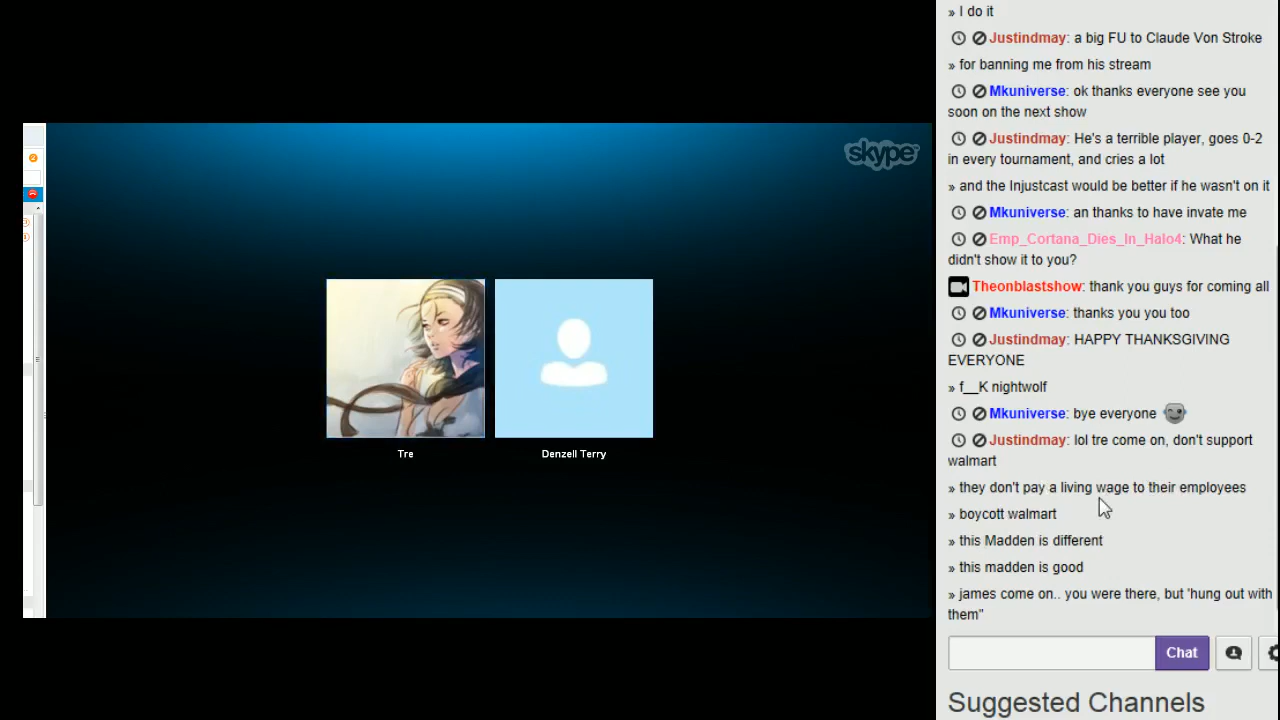 skype
Tre
Denzell Terry
» I do it
Justindmay: a big FU to Claude Von Stroke
» for banning me from his stream
Mkuniverse: ok thanks everyone see you
soon on the next show
Justindmay: He's a terrible player, goes 0-2
in every tournament, and cries a lot
» and the Injustcast would be better if he wasn't on it
Mkuniverse: an thanks to have invate me
Emp_Cortana_Dies_In_Halo4: What he
didn't show it to you?
Theonblastshow: thank you guys for coming all
Mkuniverse: thanks you you too
Justindmay: HAPPY THANKSGIVING
EVERYONE
» f__K nightwolf
Mkuniverse: bye everyone
Justindmay: lol tre come on, don't support
walmart
» they don't pay a living wage to their employees
» boycott walmart
» this Madden is different
» this madden is good
» james come on.. you were there, but 'hung out with
them"
Chat
Suggested Channels